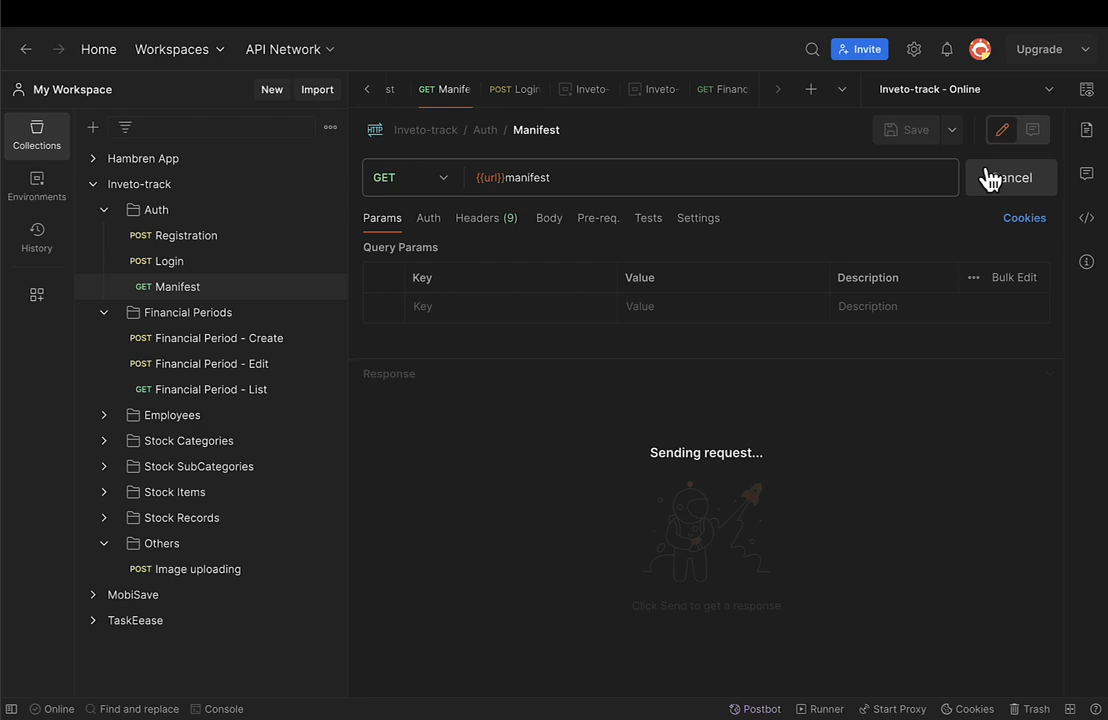 Home Workspaces API Network Invite Upgrade
My Workspace New Import
st GET Manife POST Login Inveto- Inveto- GET Financ Inveto-track - Online
Collections
Environments
History
Hambren App
Inveto-track
Auth
POST Registration
POST Login
GET Manifest
Financial Periods
POST Financial Period - Create
POST Financial Period - Edit
GET Financial Period - List
Employees
Stock Categories
Stock SubCategories
Stock Items
Stock Records
Others
POST Image uploading
MobiSave
TaskEease
HTTP Inveto-track / Auth / Manifest Save
GET {{url}}manifest ancel
Params Auth Headers (9) Body Pre-req. Tests Settings Cookies
Query Params
Key Value Description Bulk Edit
Key Value Description
Response
Sending request...
Click Send to get a response
Online Find and replace Console Postbot Runner Start Proxy Cookies Trash